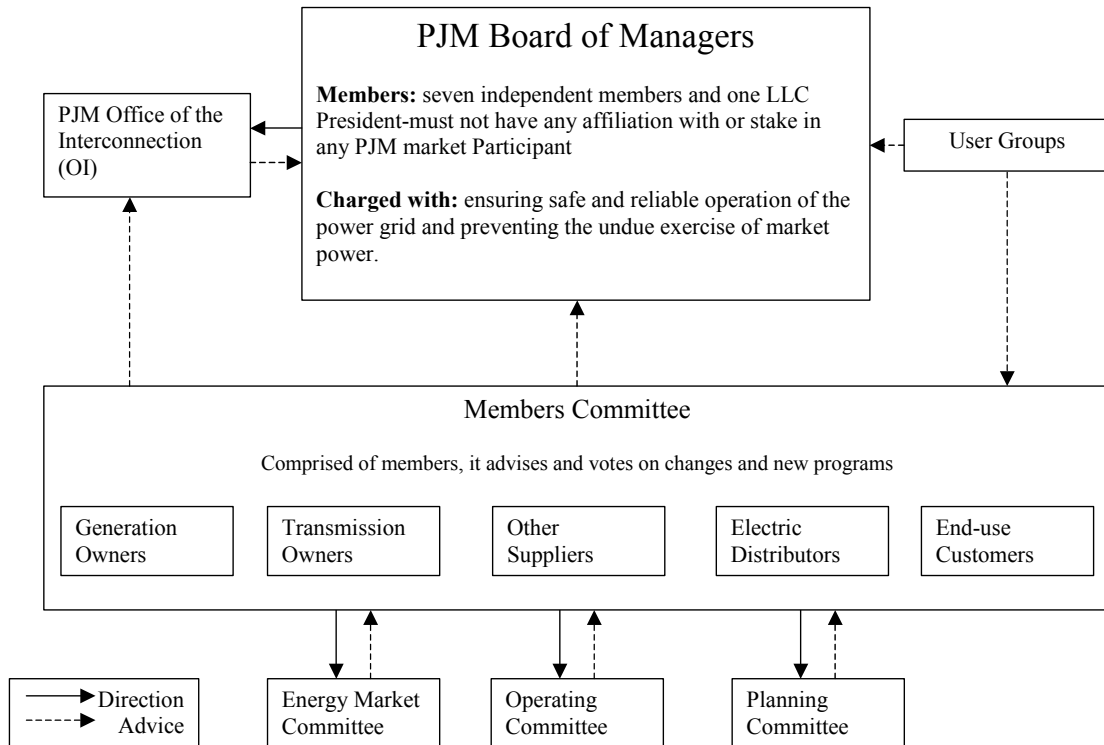 PJM Board of Managers
Members: seven independent members and one LLC
President-must not have any affiliation with or stake in
any PJM market Participant
Charged with: ensuring safe and reliable operation of the
power grid and preventing the undue exercise of market
power.
PJM Office of the
Interconnection
(OI)
User Groups
Members Committee
Comprised of members, it advises and votes on changes and new programs
Generation
Owners
Transmission
Owners
Other
Suppliers
Electric
Distributors
End-use
Customers
Direction
Advice
Energy Market
Committee
Operating
Committee
Planning
Committee